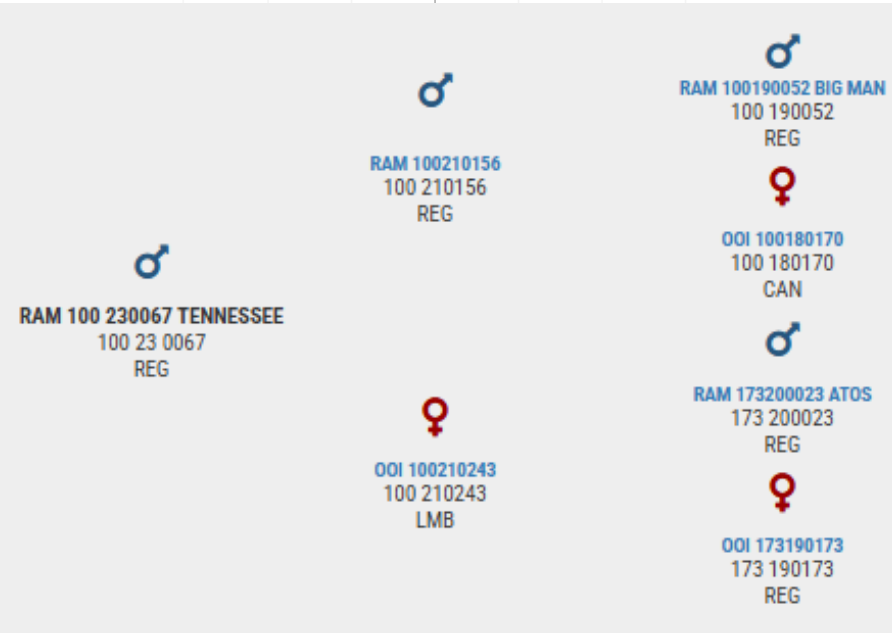 RAM 100 230067 TENNESSEE
100 23 0067
REG
RAM 100210156
100 210156
REG
OOI 100210243
100 210243
LMB
RAM 100190052 BIG MAN
100 190052
REG
OOI 100180170
100 180170
CAN
RAM 173200023 ATOS
173 200023
REG
OOI 173190173
173 190173
REG